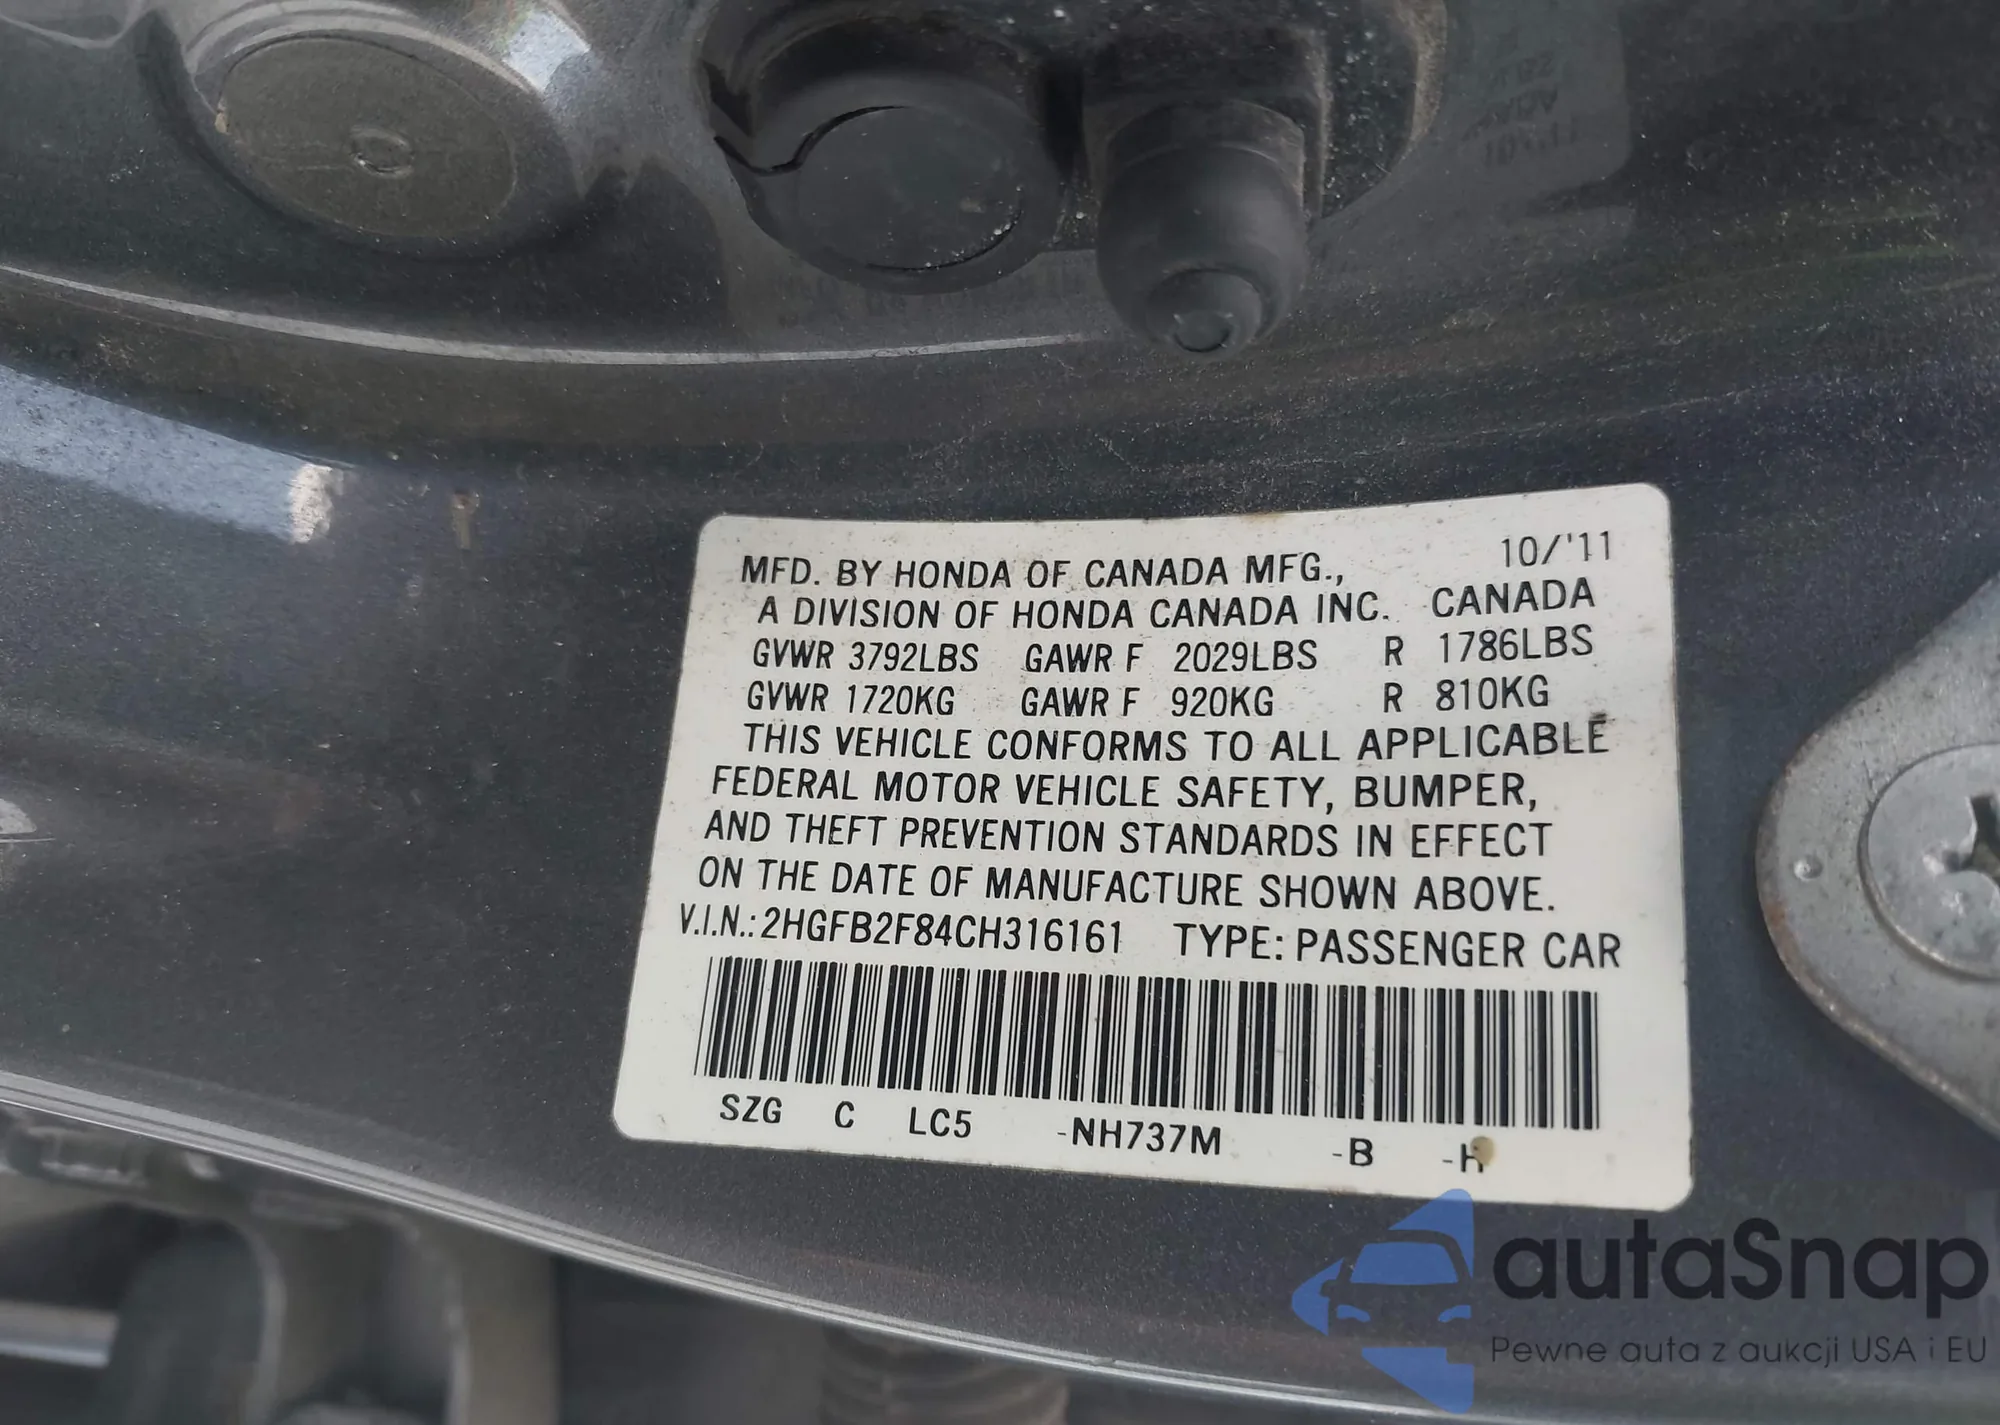 MFD. BY HONDA OF CANADA MFG., 10/'11
A DIVISION OF HONDA CANADA INC. CANADA
GVWR 3792LBS GAWR F 2029LBS R 1786LBS
GVWR 1720KG GAWR F 920KG R 810KG
THIS VEHICLE CONFORMS TO ALL APPLICABLE
FEDERAL MOTOR VEHICLE SAFETY, BUMPER,
AND THEFT PREVENTION STANDARDS IN EFFECT
ON THE DATE OF MANUFACTURE SHOWN ABOVE.
V.I.N.: 2HGFB2F84CH316161 TYPE: PASSENGER CAR
SZG C LC5 -NH737M -B -H
autaSnap
Pewne auta z aukcji USA i EU